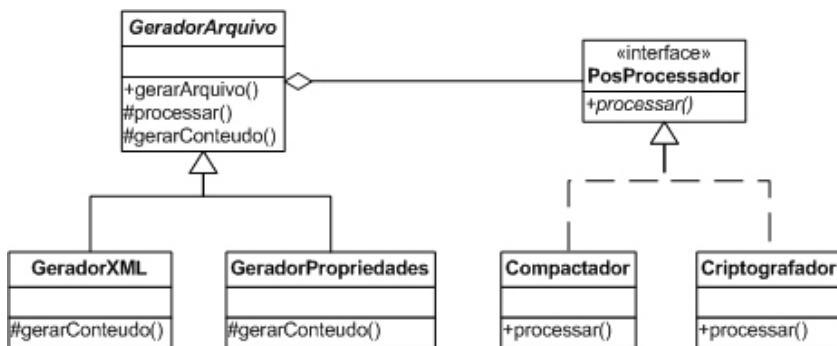 GeradorArquivo
+gerarArquivo()
#processar()
#gerarConteudo()
«interface»
PosProcessador
+processar()
GeradorXML
#gerarConteudo()
GeradorPropriedades
#gerarConteudo()
Compactador
+processar()
Criptografador
+processar()